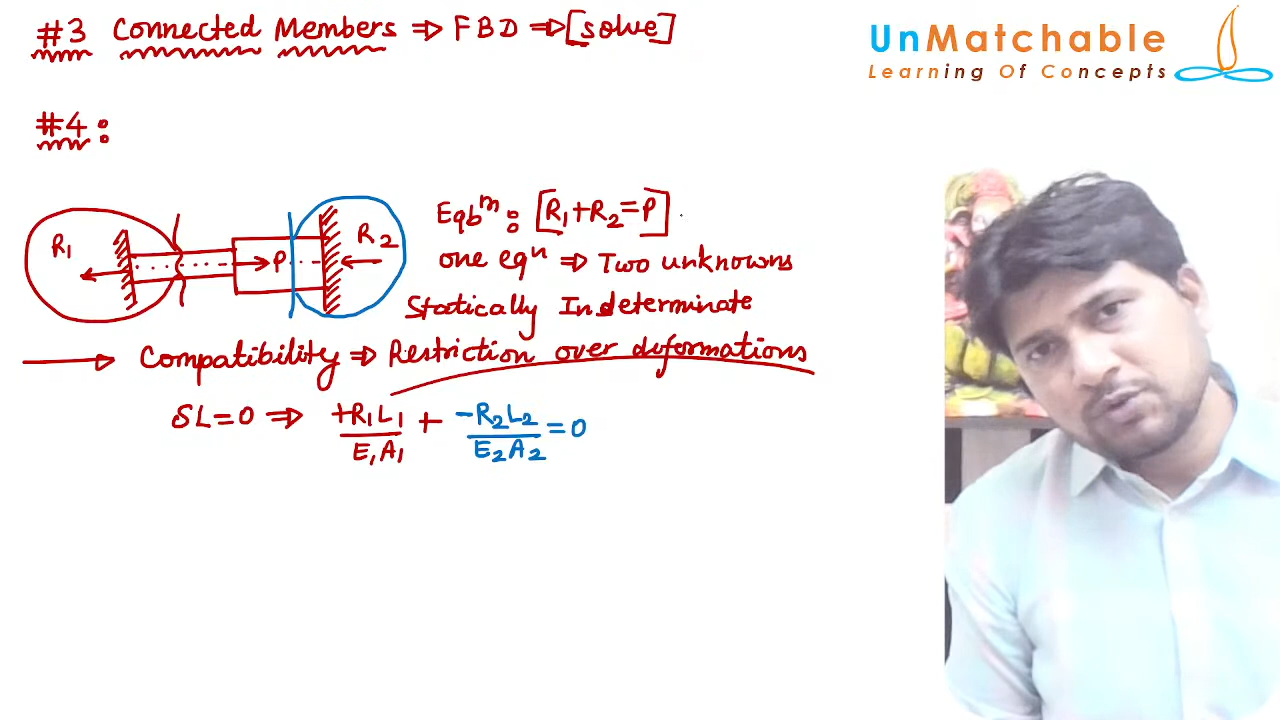 #3 Connected Members ⇒ FBD ⇒ [solve]
UnMatchable
Learning Of Concepts
#4:
R1 P R2
Eqbᵐ: [R1+R2=P]
one eqⁿ ⇒ Two unknowns
Statically Indeterminate
→ Compatibility ⇒ Restriction over deformations
δL=0 ⇒ +R1L1/E1A1 + -R2L2/E2A2 =0